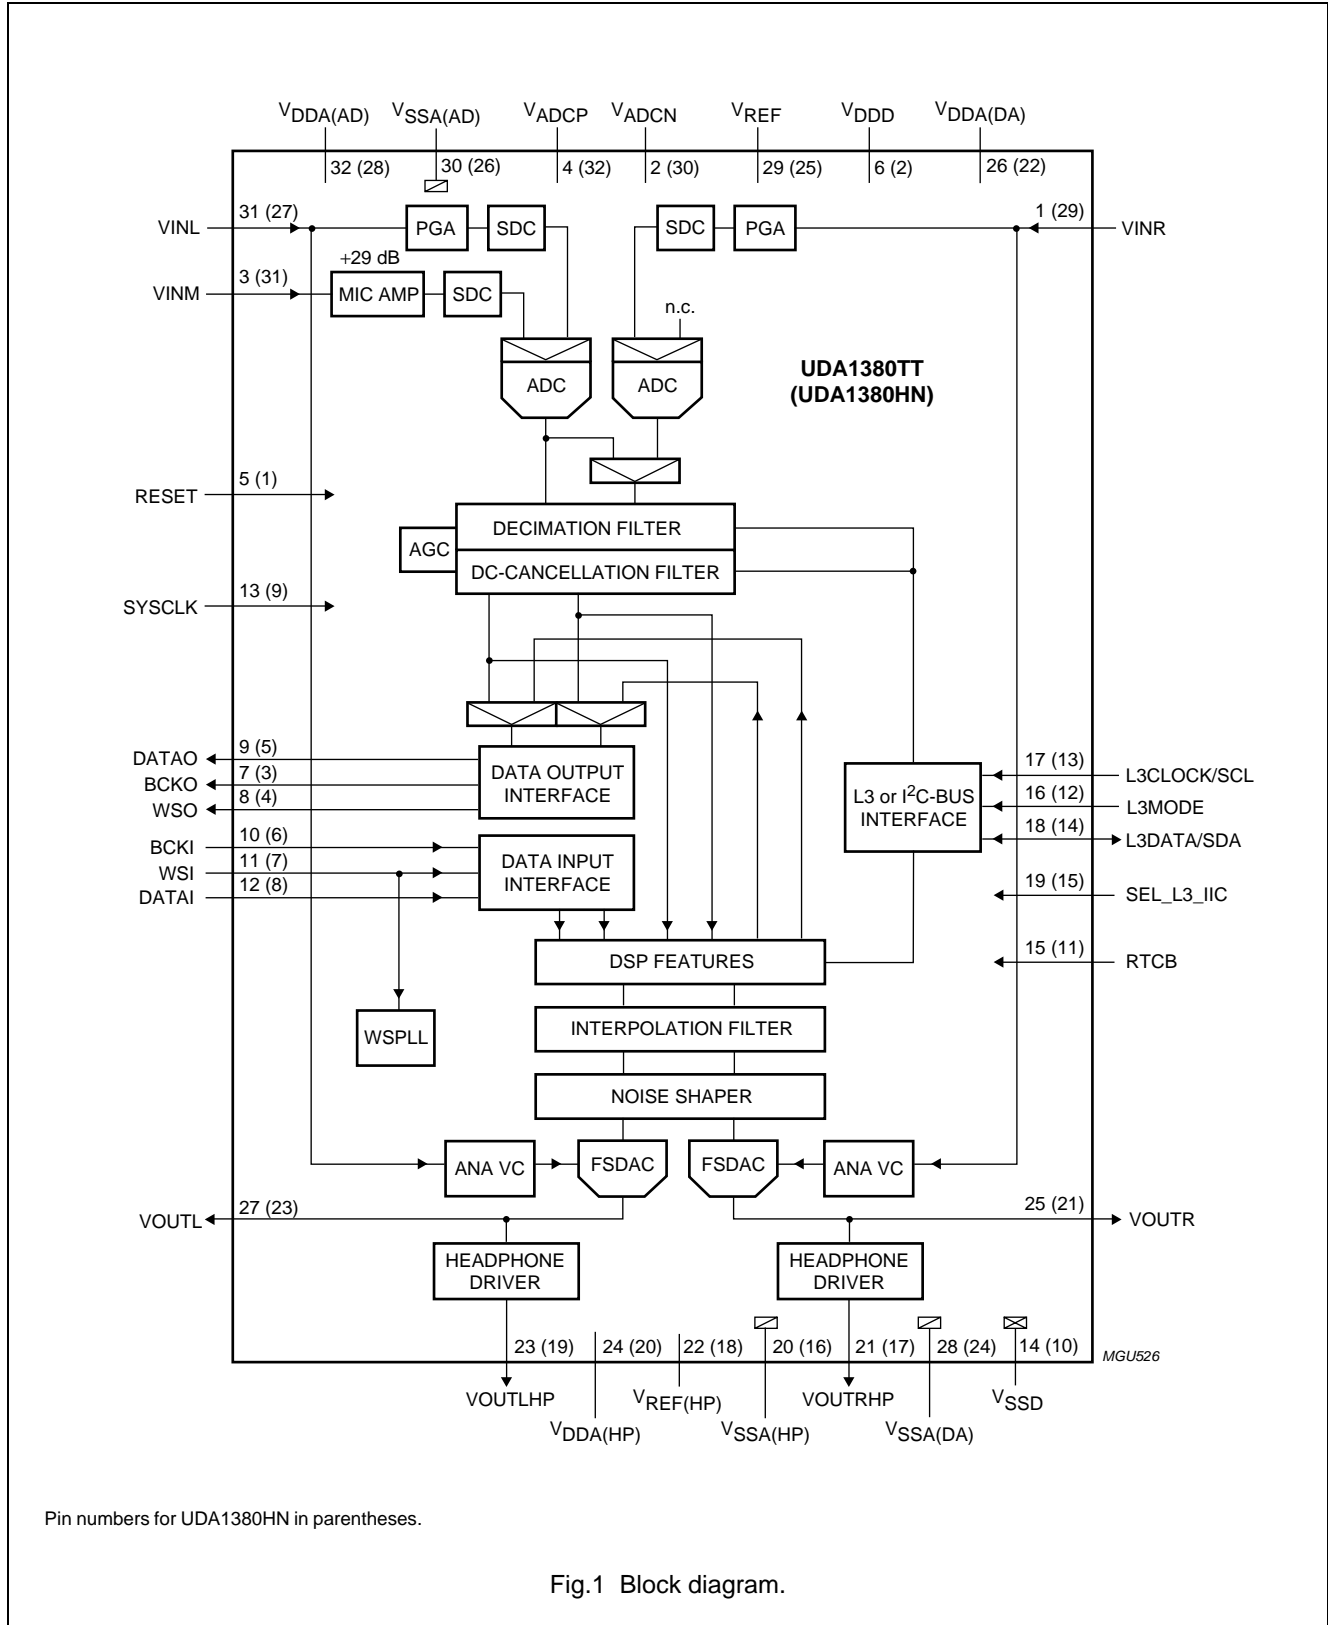 VDDA(AD) VSSA(AD) VADCP VADCN VREF VDDD VDDA(DA)
32 (28) 30 (26) 4 (32) 2 (30) 29 (25) 6 (2) 26 (22)
VINL 31 (27) PGA SDC SDC PGA 1 (29) VINR
+29 dB
VINM 3 (31) MIC AMP SDC
n.c.
ADC ADC
UDA1380TT
(UDA1380HN)
RESET 5 (1)
DECIMATION FILTER
AGC
DC-CANCELLATION FILTER
SYSCLK 13 (9)
DATAO 9 (5)
BCKO 7 (3)
WSO 8 (4)
DATA OUTPUT
INTERFACE
L3 or I²C-BUS
INTERFACE
17 (13) L3CLOCK/SCL
16 (12) L3MODE
18 (14) L3DATA/SDA
BCKI 10 (6)
WSI 11 (7)
DATAI 12 (8)
DATA INPUT
INTERFACE
19 (15) SEL_L3_IIC
DSP FEATURES
15 (11) RTCB
WSPLL
INTERPOLATION FILTER
NOISE SHAPER
ANA VC FSDAC FSDAC ANA VC
VOUTL 27 (23) 25 (21) VOUTR
HEADPHONE
DRIVER
HEADPHONE
DRIVER
23 (19) 24 (20) 22 (18) 20 (16) 21 (17) 28 (24) 14 (10)
MGU526
VOUTLHP VREF(HP) VOUTRHP VSSD
VDDA(HP) VSSA(HP) VSSA(DA)
Pin numbers for UDA1380HN in parentheses.
Fig.1 Block diagram.